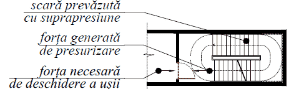 scară prevăzută
cu suprapresiune
forța generată
de presurizare
forța necesară
de deschidere a ușii